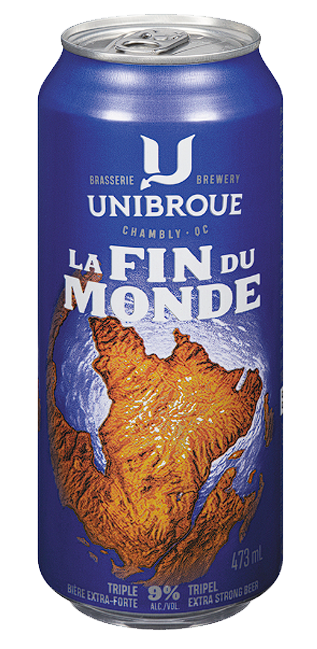 BRASSERIE BREWERY
UNIBROUE
CHAMBLY · QC
LA FIN DU
MONDE
473 mL
TRIPLE 9% TRIPEL
BIÈRE EXTRA-FORTE ALC./VOL. EXTRA STRONG BEER